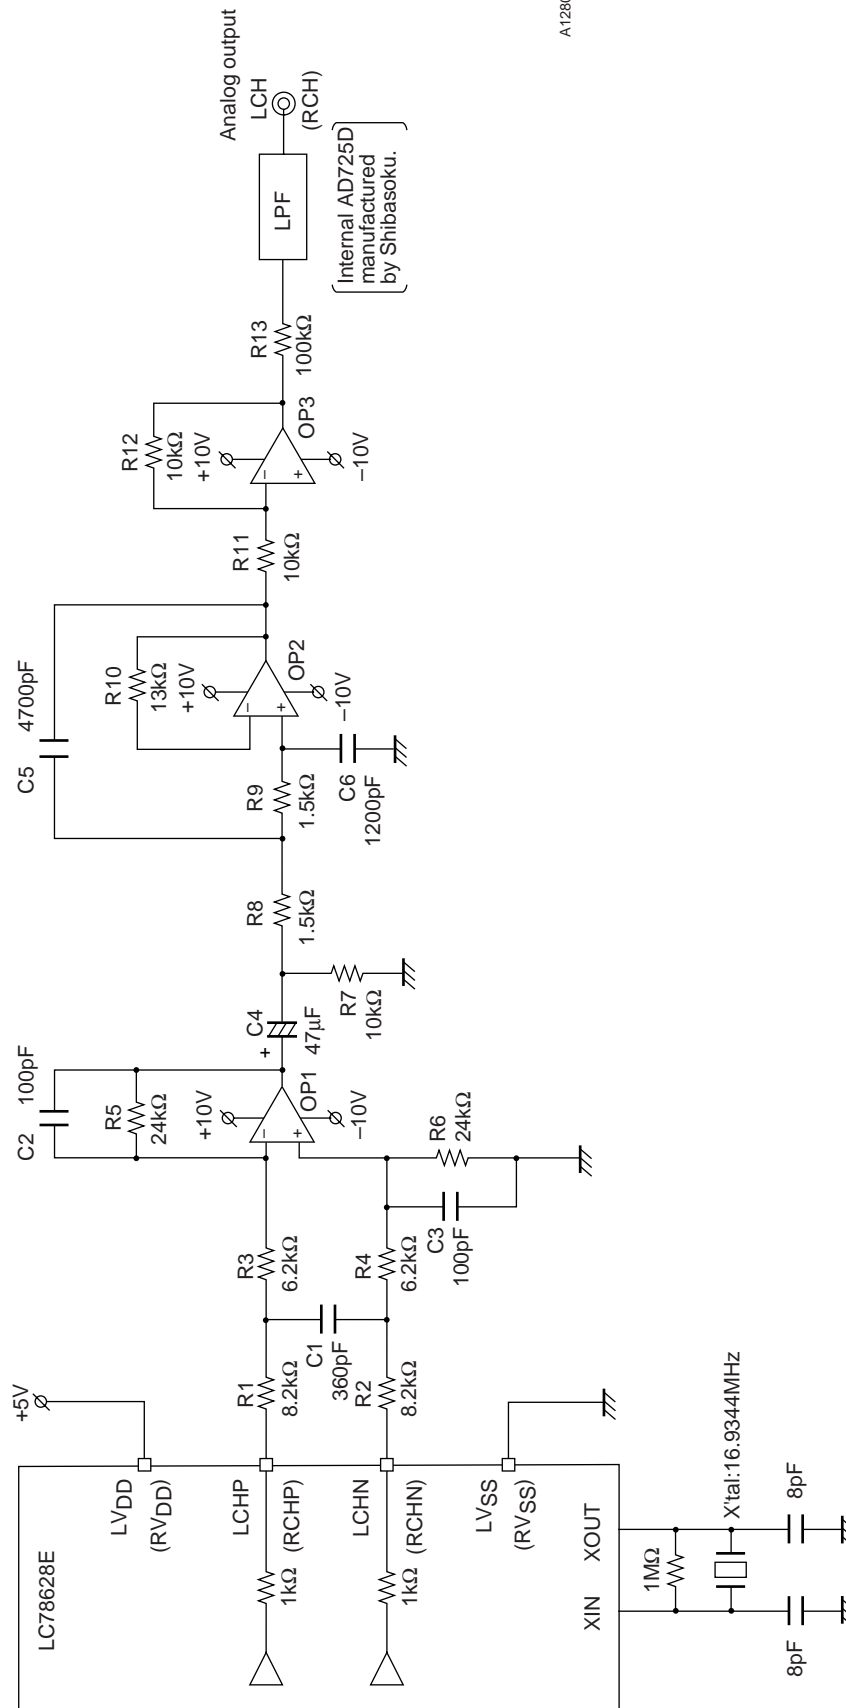 LC78628E
LVDD
(RVDD)
+5V
LCHP
(RCHP)
1kΩ
LCHN
(RCHN)
1kΩ
LVSS
(RVSS)
XIN
XOUT
1MΩ
X'tal:16.9344MHz
8pF
8pF
R1
8.2kΩ
R2
8.2kΩ
C1
360pF
R3
6.2kΩ
R4
6.2kΩ
C2
100pF
R5
24kΩ
+10V
–
+
OP1
–10V
C3
100pF
R6
24kΩ
+
C4
47µF
R7
10kΩ
R8
1.5kΩ
C5
4700pF
R9
1.5kΩ
C6
1200pF
R10
13kΩ
+10V
–
+
OP2
–10V
R11
10kΩ
R12
10kΩ
+10V
–
+
OP3
–10V
R13
100kΩ
LPF
Internal AD725D
manufactured
by Shibasoku.
Analog output
LCH
(RCH)